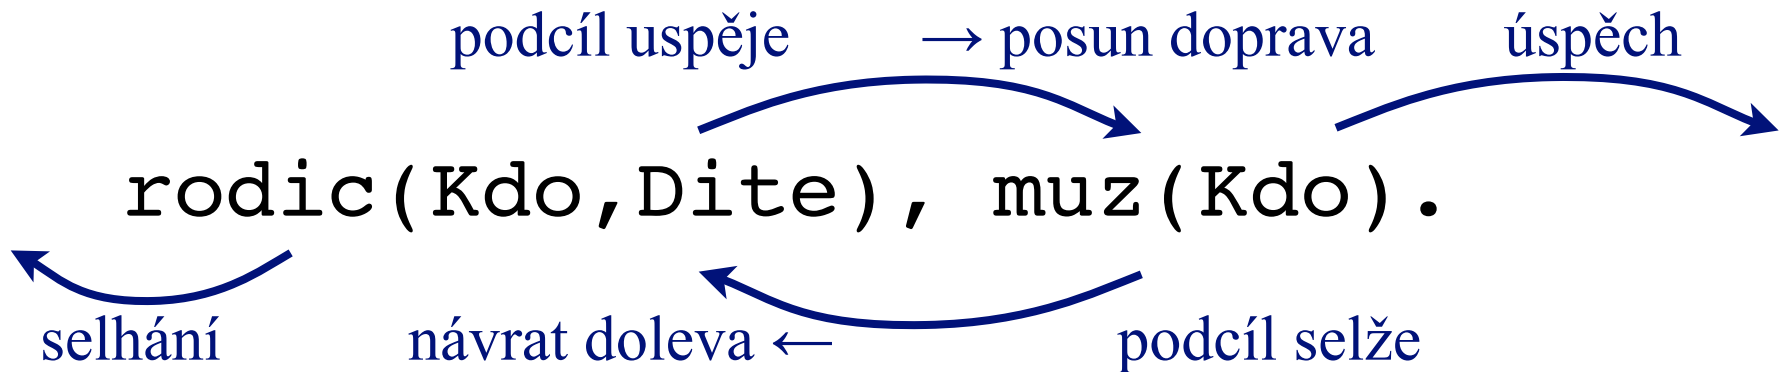 podcíl uspěje → posun doprava úspěch
rodic(Kdo,Dite), muz(Kdo).
selhání návrat doleva ← podcíl selže